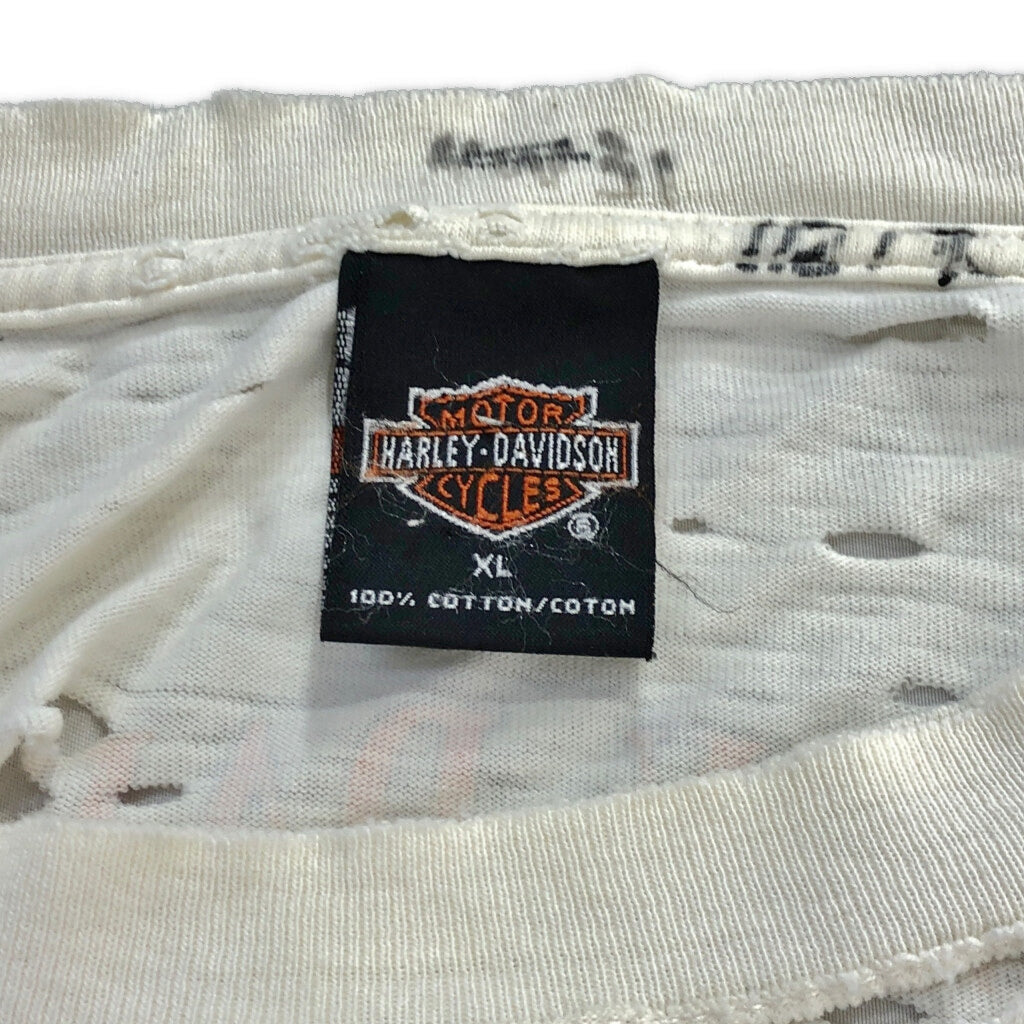 MOTOR
HARLEY-DAVIDSON
CYCLES
®
XL
100% COTTON/COTON